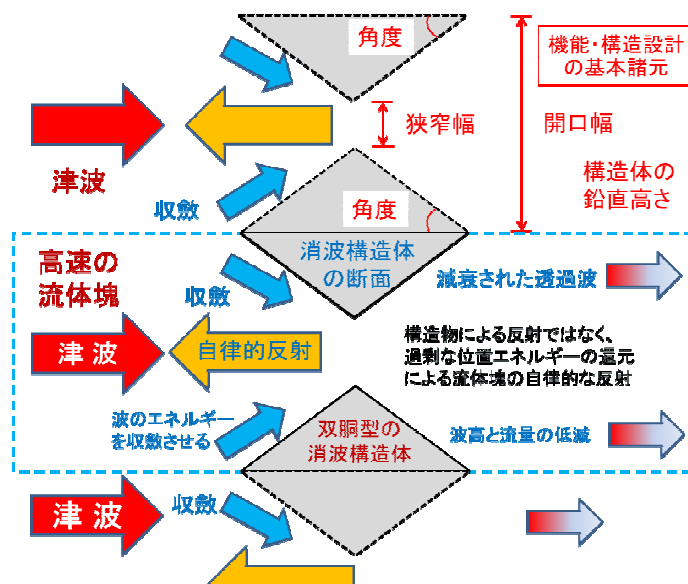 角度
機能・構造設計
の基本諸元
狭窄幅
開口幅
津波
構造体の
鉛直高さ
収斂
角度
高速の
流体塊
消波構造体
の断面
収斂
減衰された透過波
津 波
自律的反射
構造物による反射ではなく、
過剰な位置エネルギーの還元
による流体塊の自律的な反射
波のエネルギー
を収斂させる
双胴型の
消波構造体
波高と流量の低減
津 波
収斂